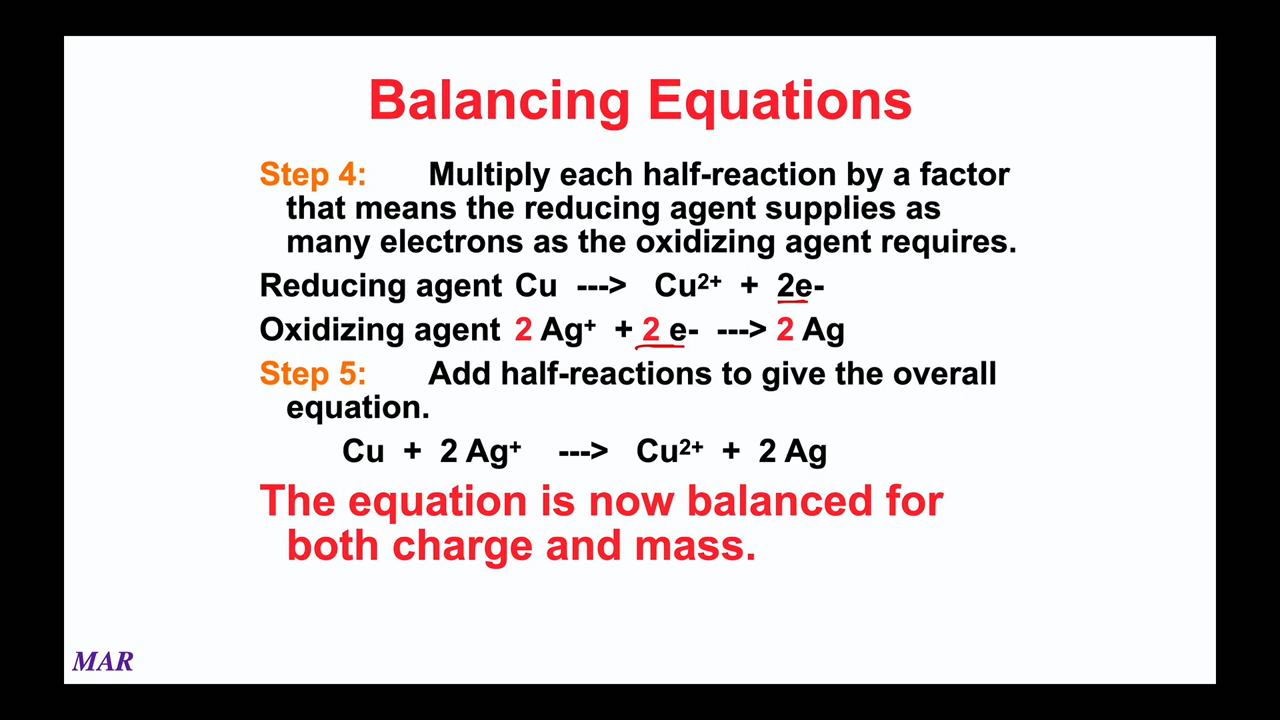 Balancing Equations
Step 4: Multiply each half-reaction by a factor
that means the reducing agent supplies as
many electrons as the oxidizing agent requires.
Reducing agent Cu ---> Cu²⁺ + 2e-
Oxidizing agent 2 Ag⁺ + 2 e- ---> 2 Ag
Step 5: Add half-reactions to give the overall
equation.
Cu + 2 Ag⁺ ---> Cu²⁺ + 2 Ag
The equation is now balanced for
both charge and mass.
MAR